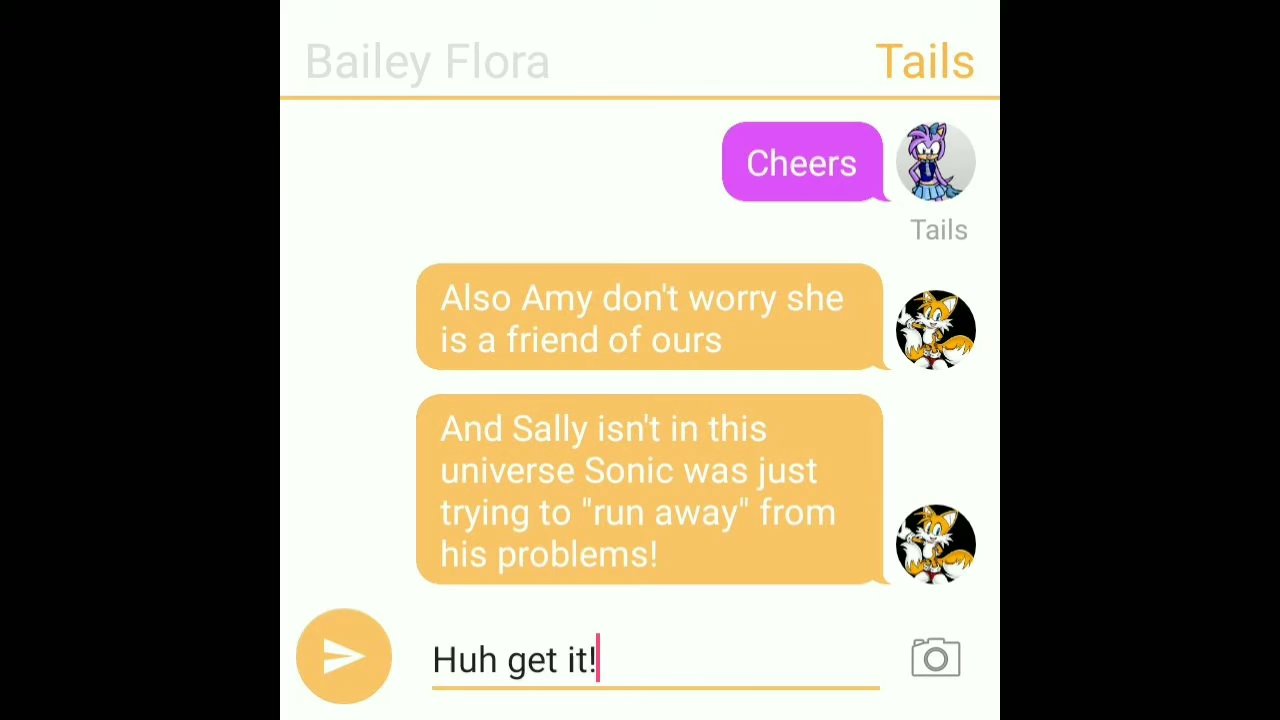 Bailey Flora Tails
Cheers
Tails
Also Amy don't worry she
is a friend of ours
And Sally isn't in this
universe Sonic was just
trying to "run away" from
his problems!
Huh get it!